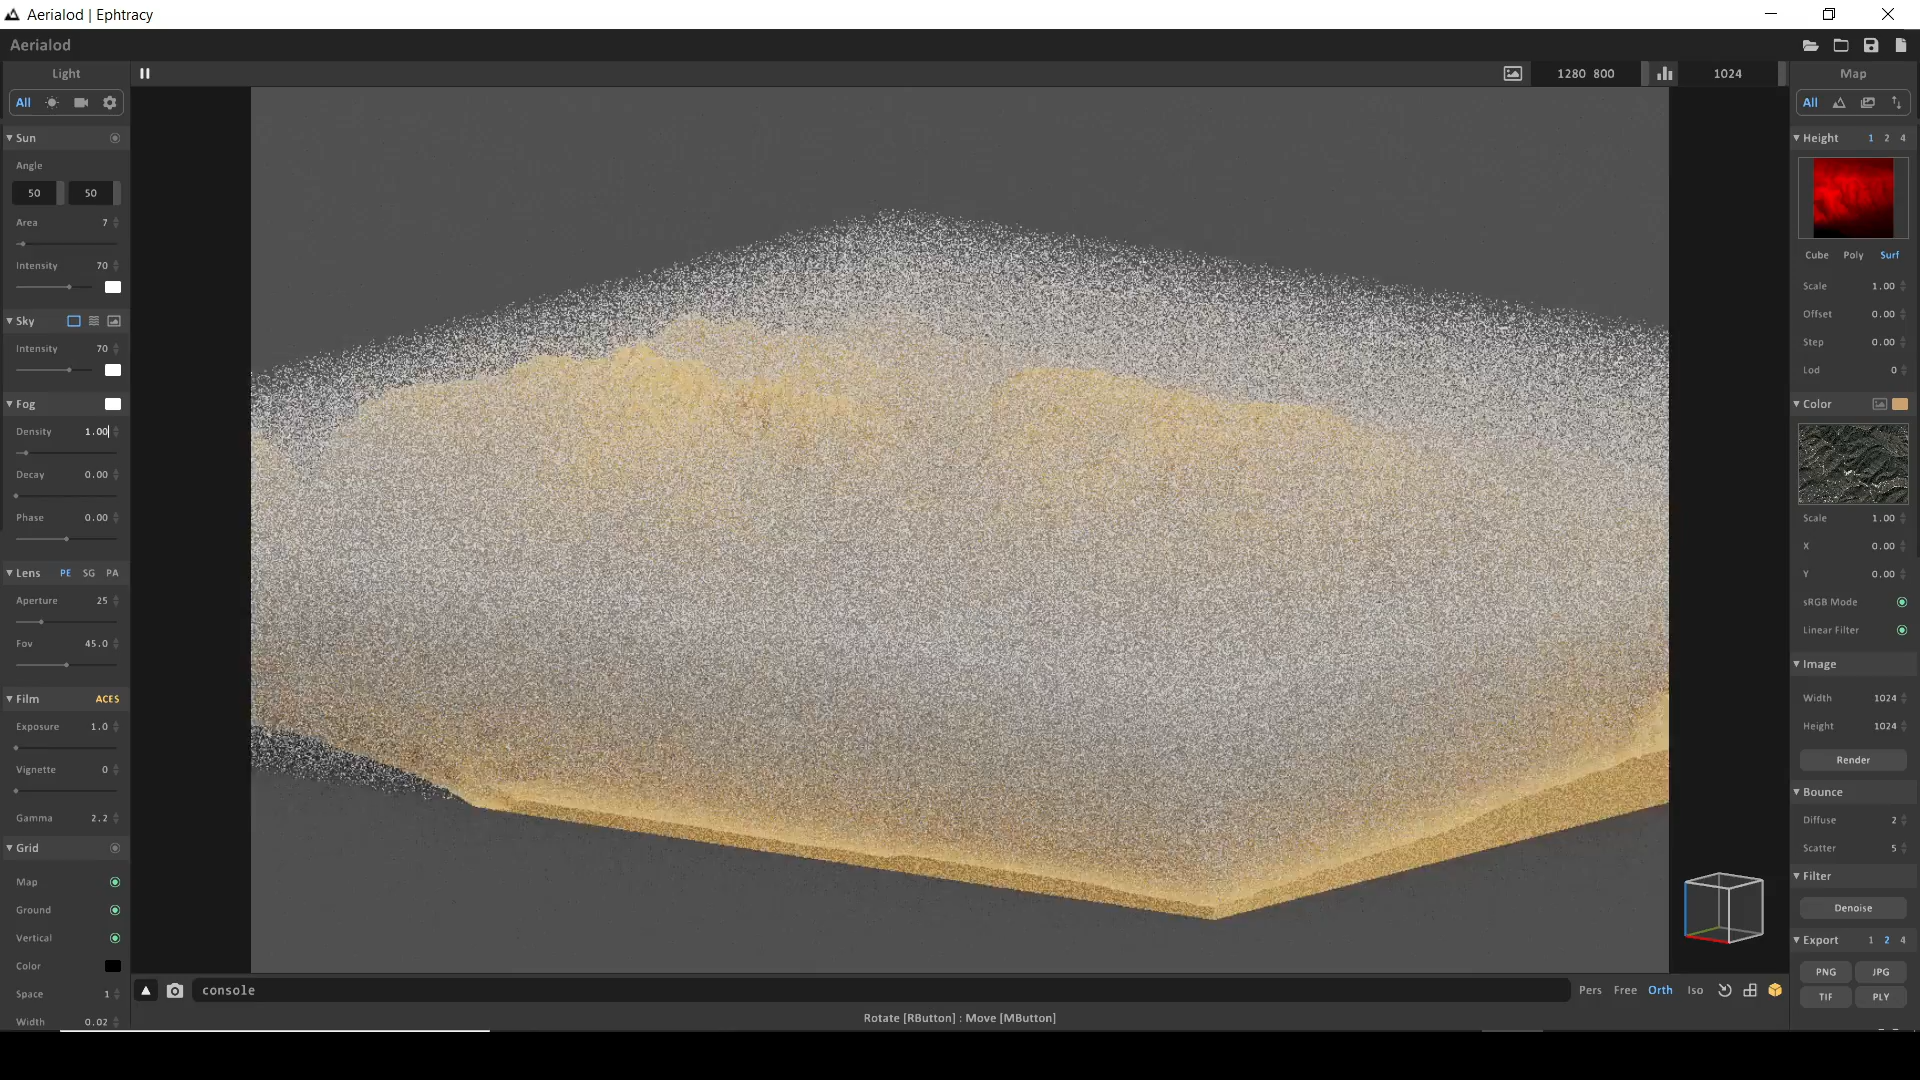 Aerialod | Ephtracy
Aerialod
Light
1280 800
1024
Map
All
All
Sun
Height 1 2 4
Angle
50 50
Area 7
Cube Poly Surf
Intensity 70
Scale 1.00
Offset 0.00
Sky
Step 0.00
Intensity 70
Lod 0
Fog
Color
Density 1.00
Decay 0.00
Phase 0.00
Scale 1.00
X 0.00
Lens PE SG PA
Y 0.00
Aperture 25
sRGB Mode
Linear Filter
Fov 45.0
Image
Film ACES
Width 1024
Exposure 1.0
Height 1024
Render
Vignette 0
Bounce
Gamma 2.2
Diffuse 2
Grid
Scatter 5
Map
Filter
Ground
Denoise
Vertical
Export 1 2 4
Color
PNG JPG
Space 1
console
Pers Free Orth Iso
TIF PLY
Width 0.02
Rotate [RButton] : Move [MButton]